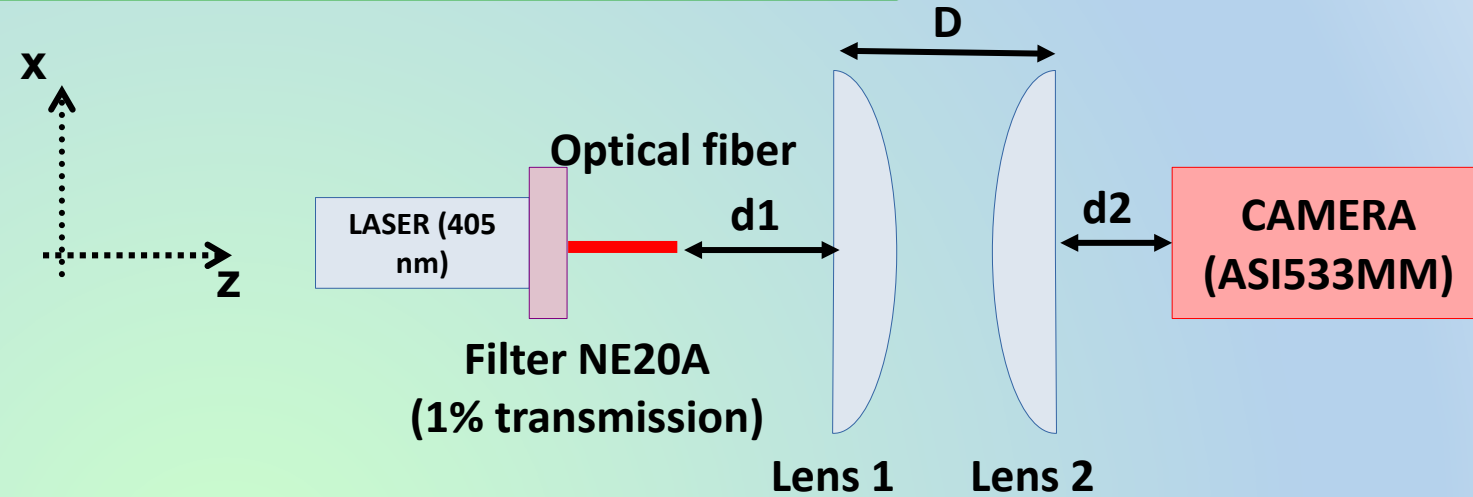 D
x
Optical fiber
LASER (405
nm)
d1
d2
CAMERA
(ASI533MM)
z
Filter NE20A
(1% transmission)
Lens 1
Lens 2